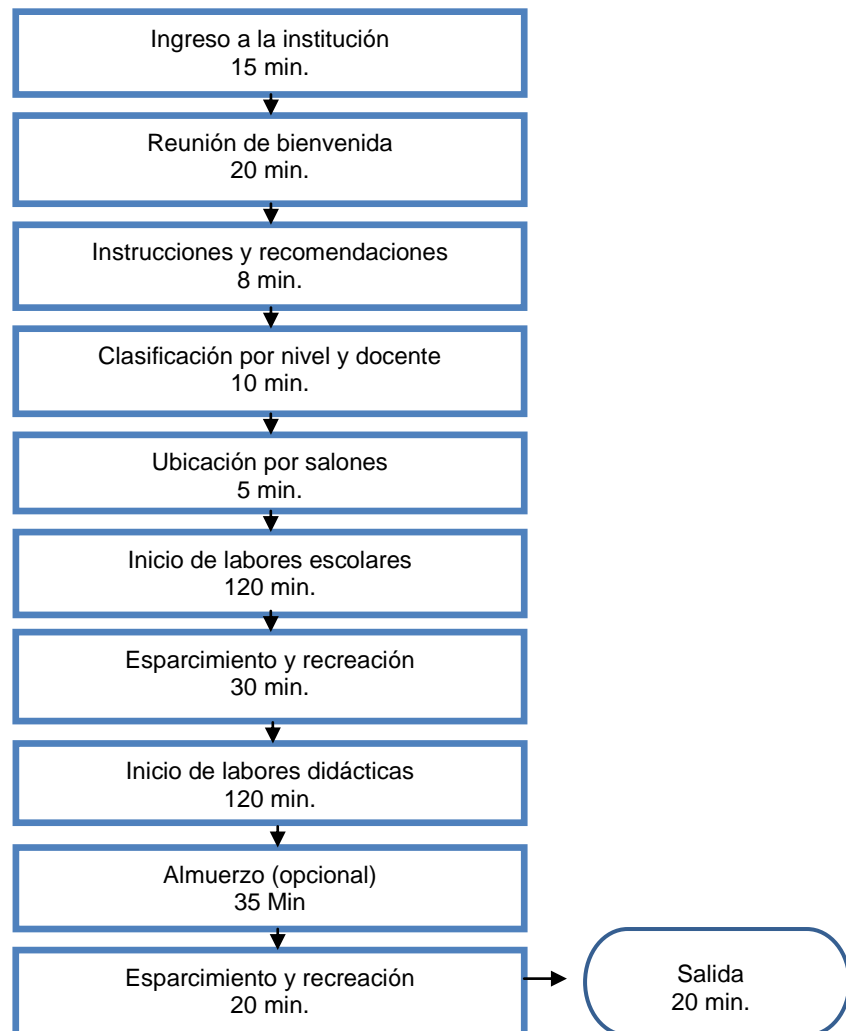 Ingreso a la institución
15 min.
Reunión de bienvenida
20 min.
Instrucciones y recomendaciones
8 min.
Clasificación por nivel y docente
10 min.
Ubicación por salones
5 min.
Inicio de labores escolares
120 min.
Esparcimiento y recreación
30 min.
Inicio de labores didácticas
120 min.
Almuerzo (opcional)
35 Min
Esparcimiento y recreación
20 min.
Salida
20 min.